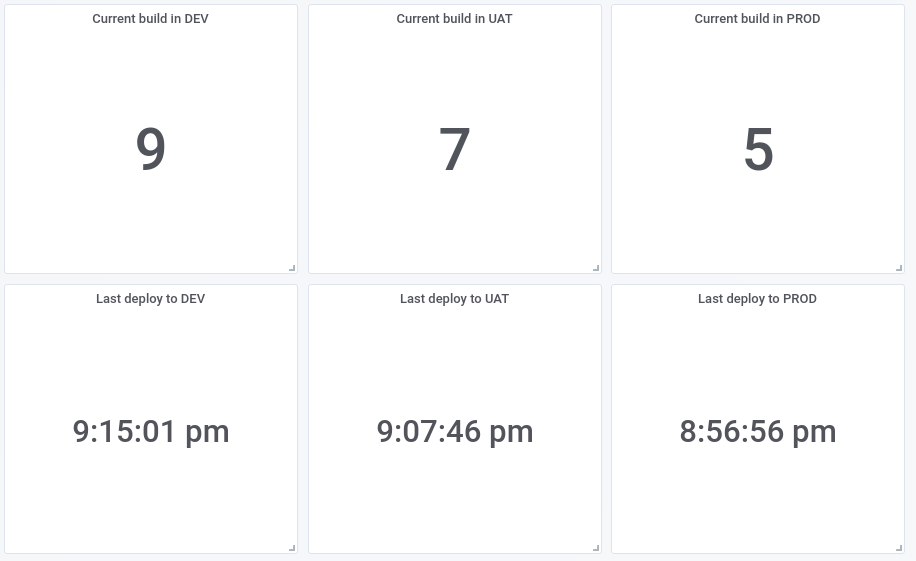 Current build in DEV
Current build in UAT
Current build in PROD
9
7
5
Last deploy to DEV
Last deploy to UAT
Last deploy to PROD
9:15:01 pm
9:07:46 pm
8:56:56 pm